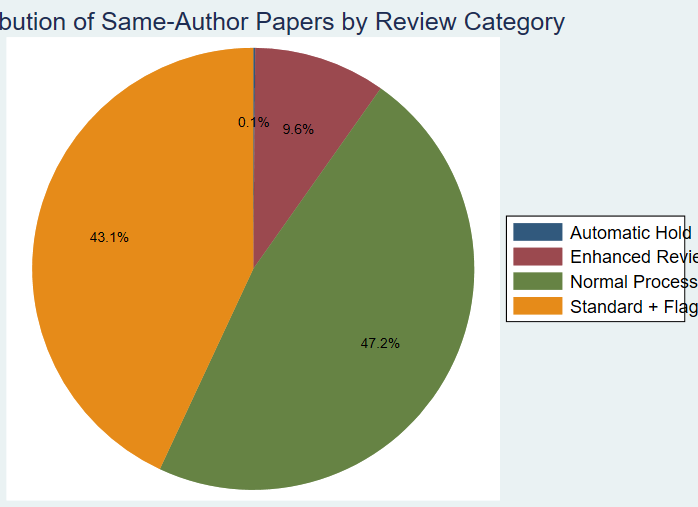 bution of Same-Author Papers by Review Category
0.1%
9.6%
43.1%
47.2%
Automatic Hold
Enhanced Revie
Normal Process
Standard + Flag